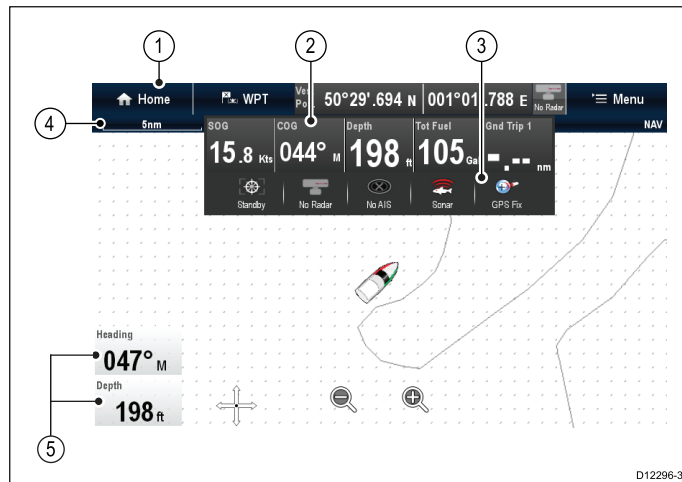 1 2 3
Home WPT 50°29'.694 N 001°01 .788 E No Radar Menu
4 5nm NAV
SOG COG Depth Tot Fuel Gnd Trip 1
15.8 Kts 044° M 198 ft 105 Ga -.-- nm
Standby No Radar No AIS Sonar GPS Fix
Heading
047° M
Depth
198 ft
5
D12296-3